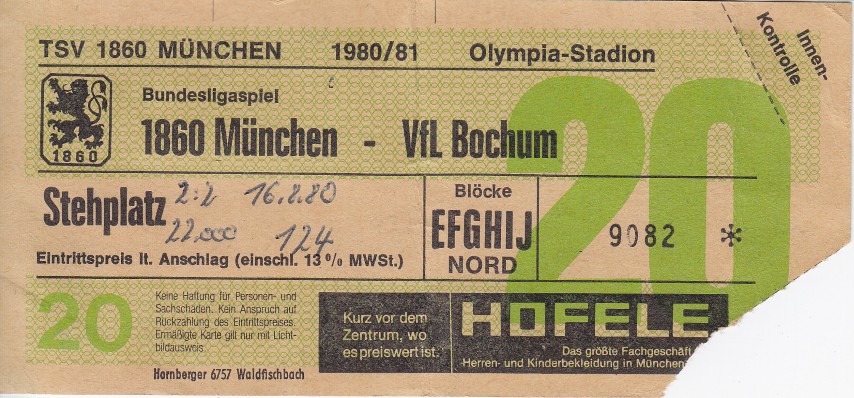 TSV 1860 MÜNCHEN 1980/81 Olympia-Stadion
Innen-
Kontrolle
1860
Bundesligaspiel
1860 München - VfL Bochum
20
Stehplatz
2:2 16.8.80
22.000 124
Eintrittspreis lt. Anschlag (einschl. 13% MWSt.)
Blöcke
EFGHIJ
NORD
9082 *
20
Keine Haftung für Personen- und
Sachschäden. Kein Anspruch auf
Rückzahlung des Eintrittspreises.
Ermäßigte Karte gilt nur mit Licht-
bildausweis.
Kurz vor dem
Zentrum, wo
es preiswert ist.
HOFELE
Das größte Fachgeschäft
Herren- und Kinderbekleidung in München
Hornberger 6757 Waldfischbach